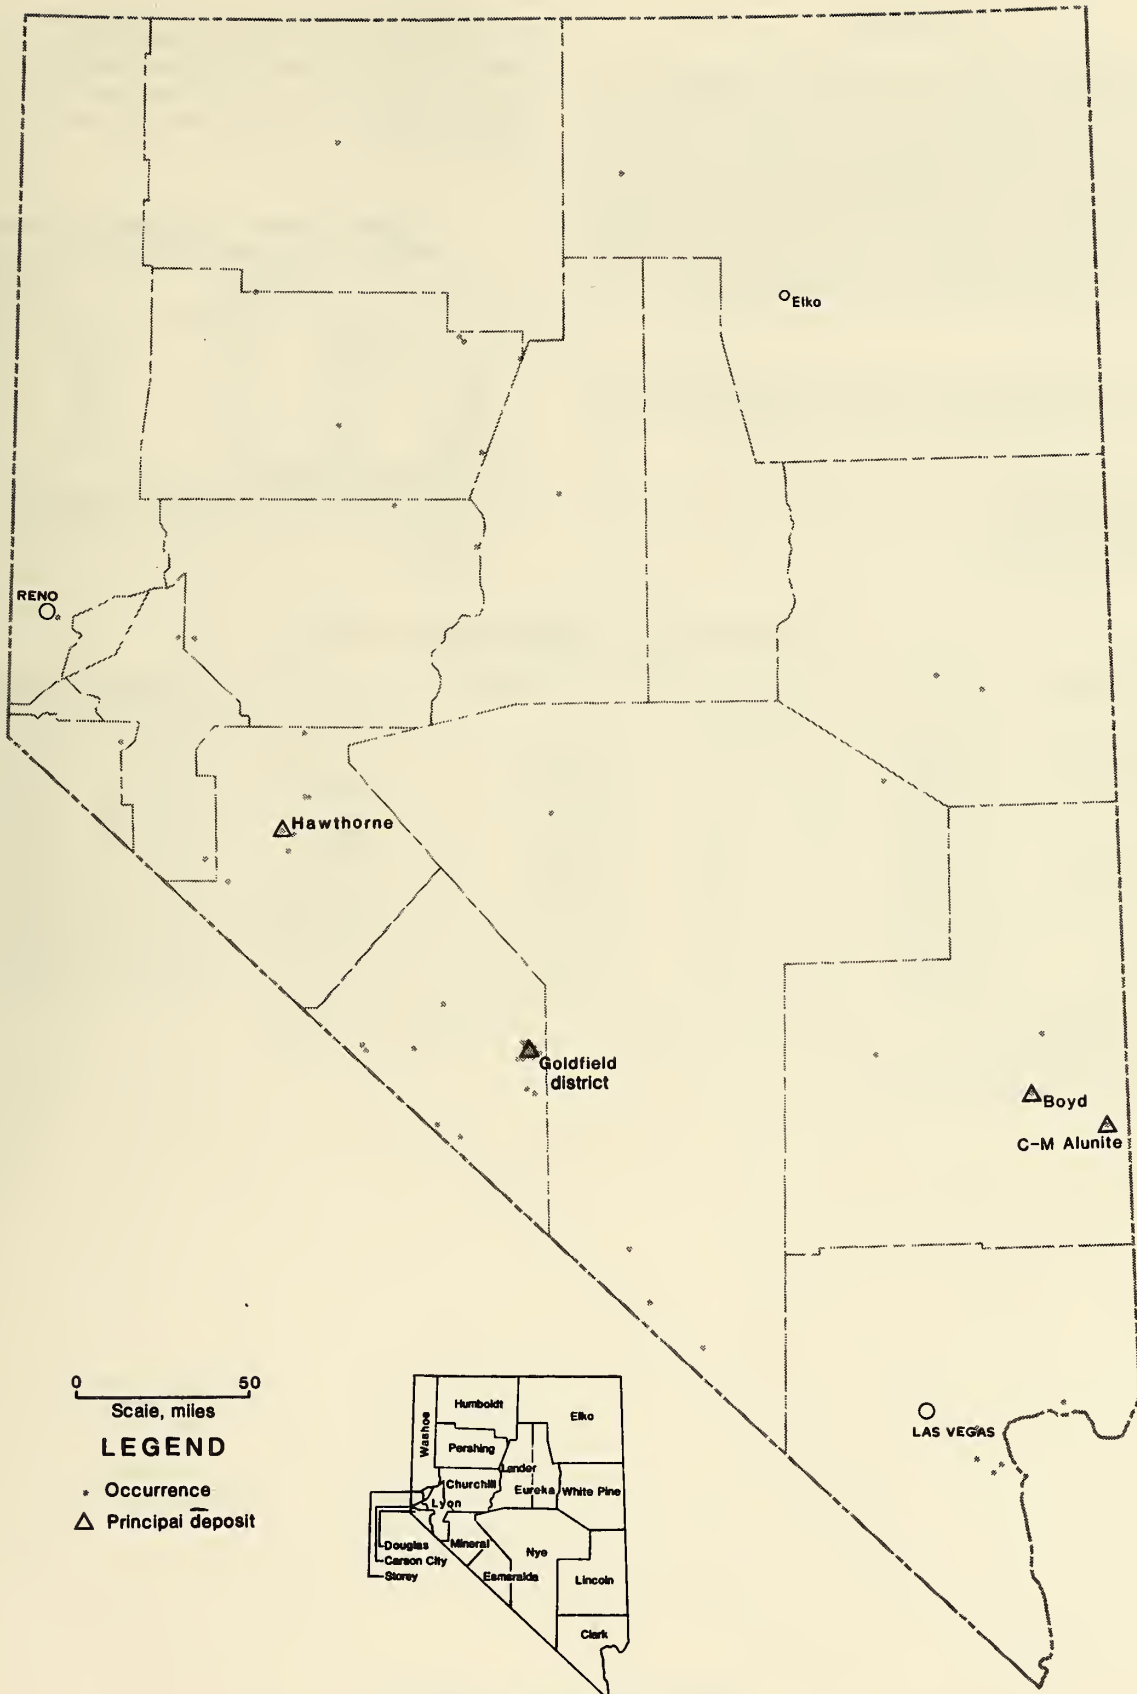 Elko
RENO
Hawthorne
Goldfield
district
Boyd
C-M Alunite
LAS VEGAS
0 50
Scale, miles
LEGEND
Occurrence
Principal deposit
Washoe
Humboldt
Elko
Pershing
Lander
Churchill
Eureka
White Pine
Lyon
Douglas
Carson City
Storey
Mineral
Nye
Esmeralda
Lincoln
Clark